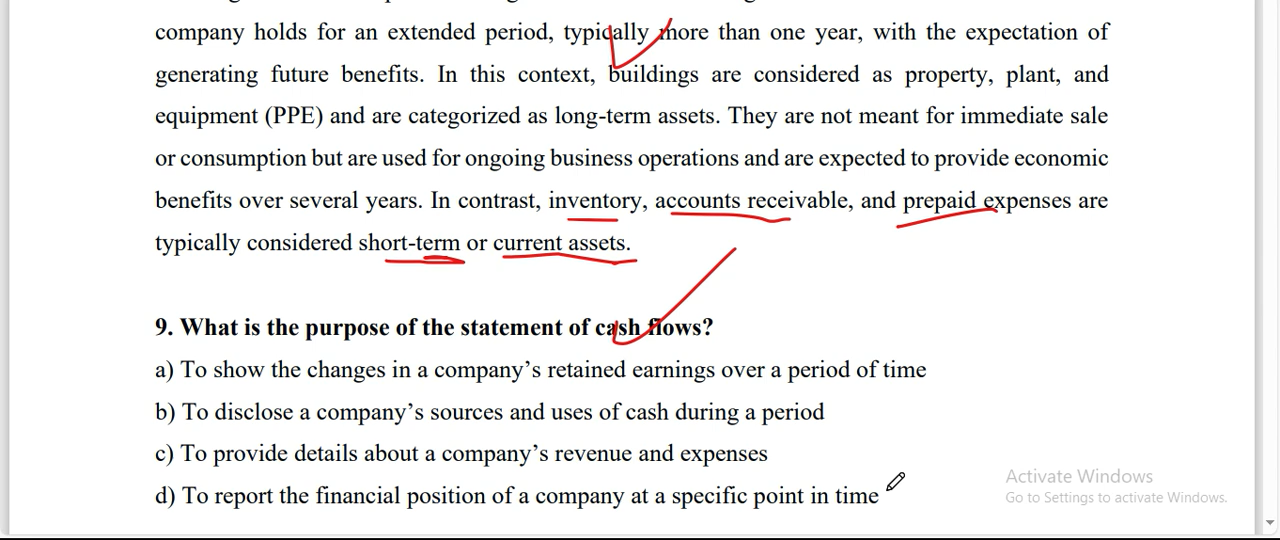 company holds for an extended period, typically more than one year, with the expectation of
generating future benefits. In this context, buildings are considered as property, plant, and
equipment (PPE) and are categorized as long-term assets. They are not meant for immediate sale
or consumption but are used for ongoing business operations and are expected to provide economic
benefits over several years. In contrast, inventory, accounts receivable, and prepaid expenses are
typically considered short-term or current assets.
9. What is the purpose of the statement of cash flows?
a) To show the changes in a company’s retained earnings over a period of time
b) To disclose a company’s sources and uses of cash during a period
c) To provide details about a company’s revenue and expenses
d) To report the financial position of a company at a specific point in time
Activate Windows
Go to Settings to activate Windows.